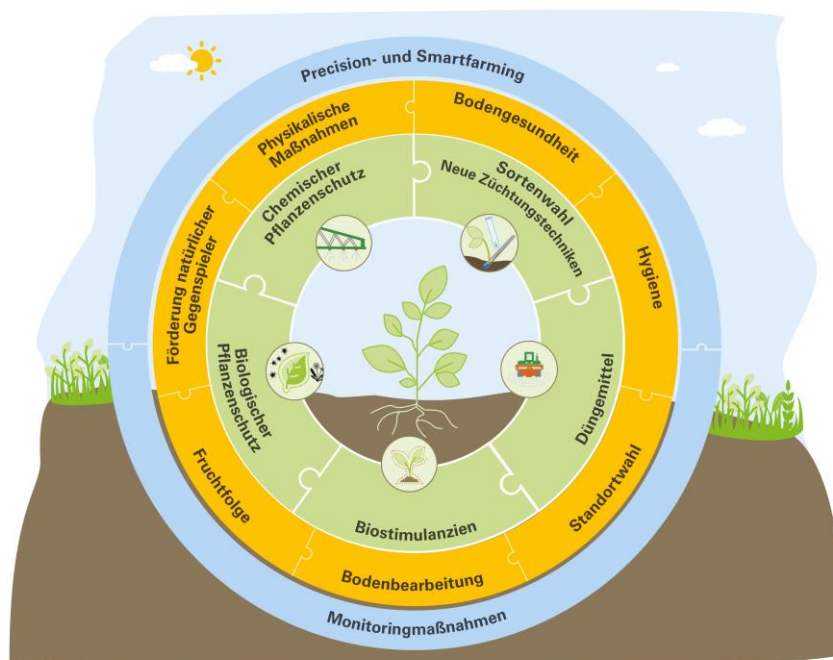 Precision- und Smartfarming
Physikalische
Maßnahmen
Bodengesundheit
Chemischer
Pflanzenschutz
Sortenwahl
Neue Züchtungstechniken
Förderung natürlicher
Gegenspieler
Hygiene
Biologischer
Pflanzenschutz
Düngemittel
Fruchtfolge
Standortwahl
Biostimulanzien
Bodenbearbeitung
Monitoringmaßnahmen